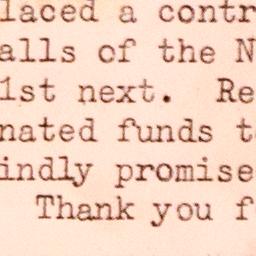 laced a contr
alls of the N
1st next. Re
nated funds t
indly promise
Thank you f